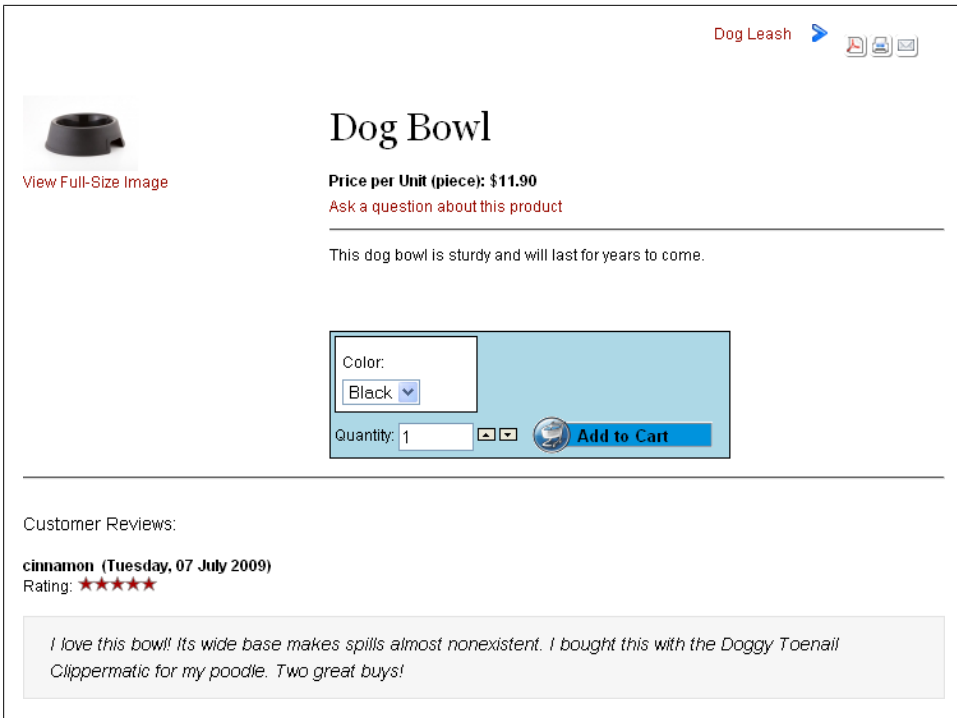 Dog Leash
Dog Bowl
View Full-Size Image
Price per Unit (piece): $11.90
Ask a question about this product
This dog bowl is sturdy and will last for years to come.
Color:
Black
Quantity: 1
Add to Cart
Customer Reviews:
cinnamon (Tuesday, 07 July 2009)
Rating:
I love this bowl! Its wide base makes spills almost nonexistent. I bought this with the Doggy Toenail
Clippermatic for my poodle. Two great buys!